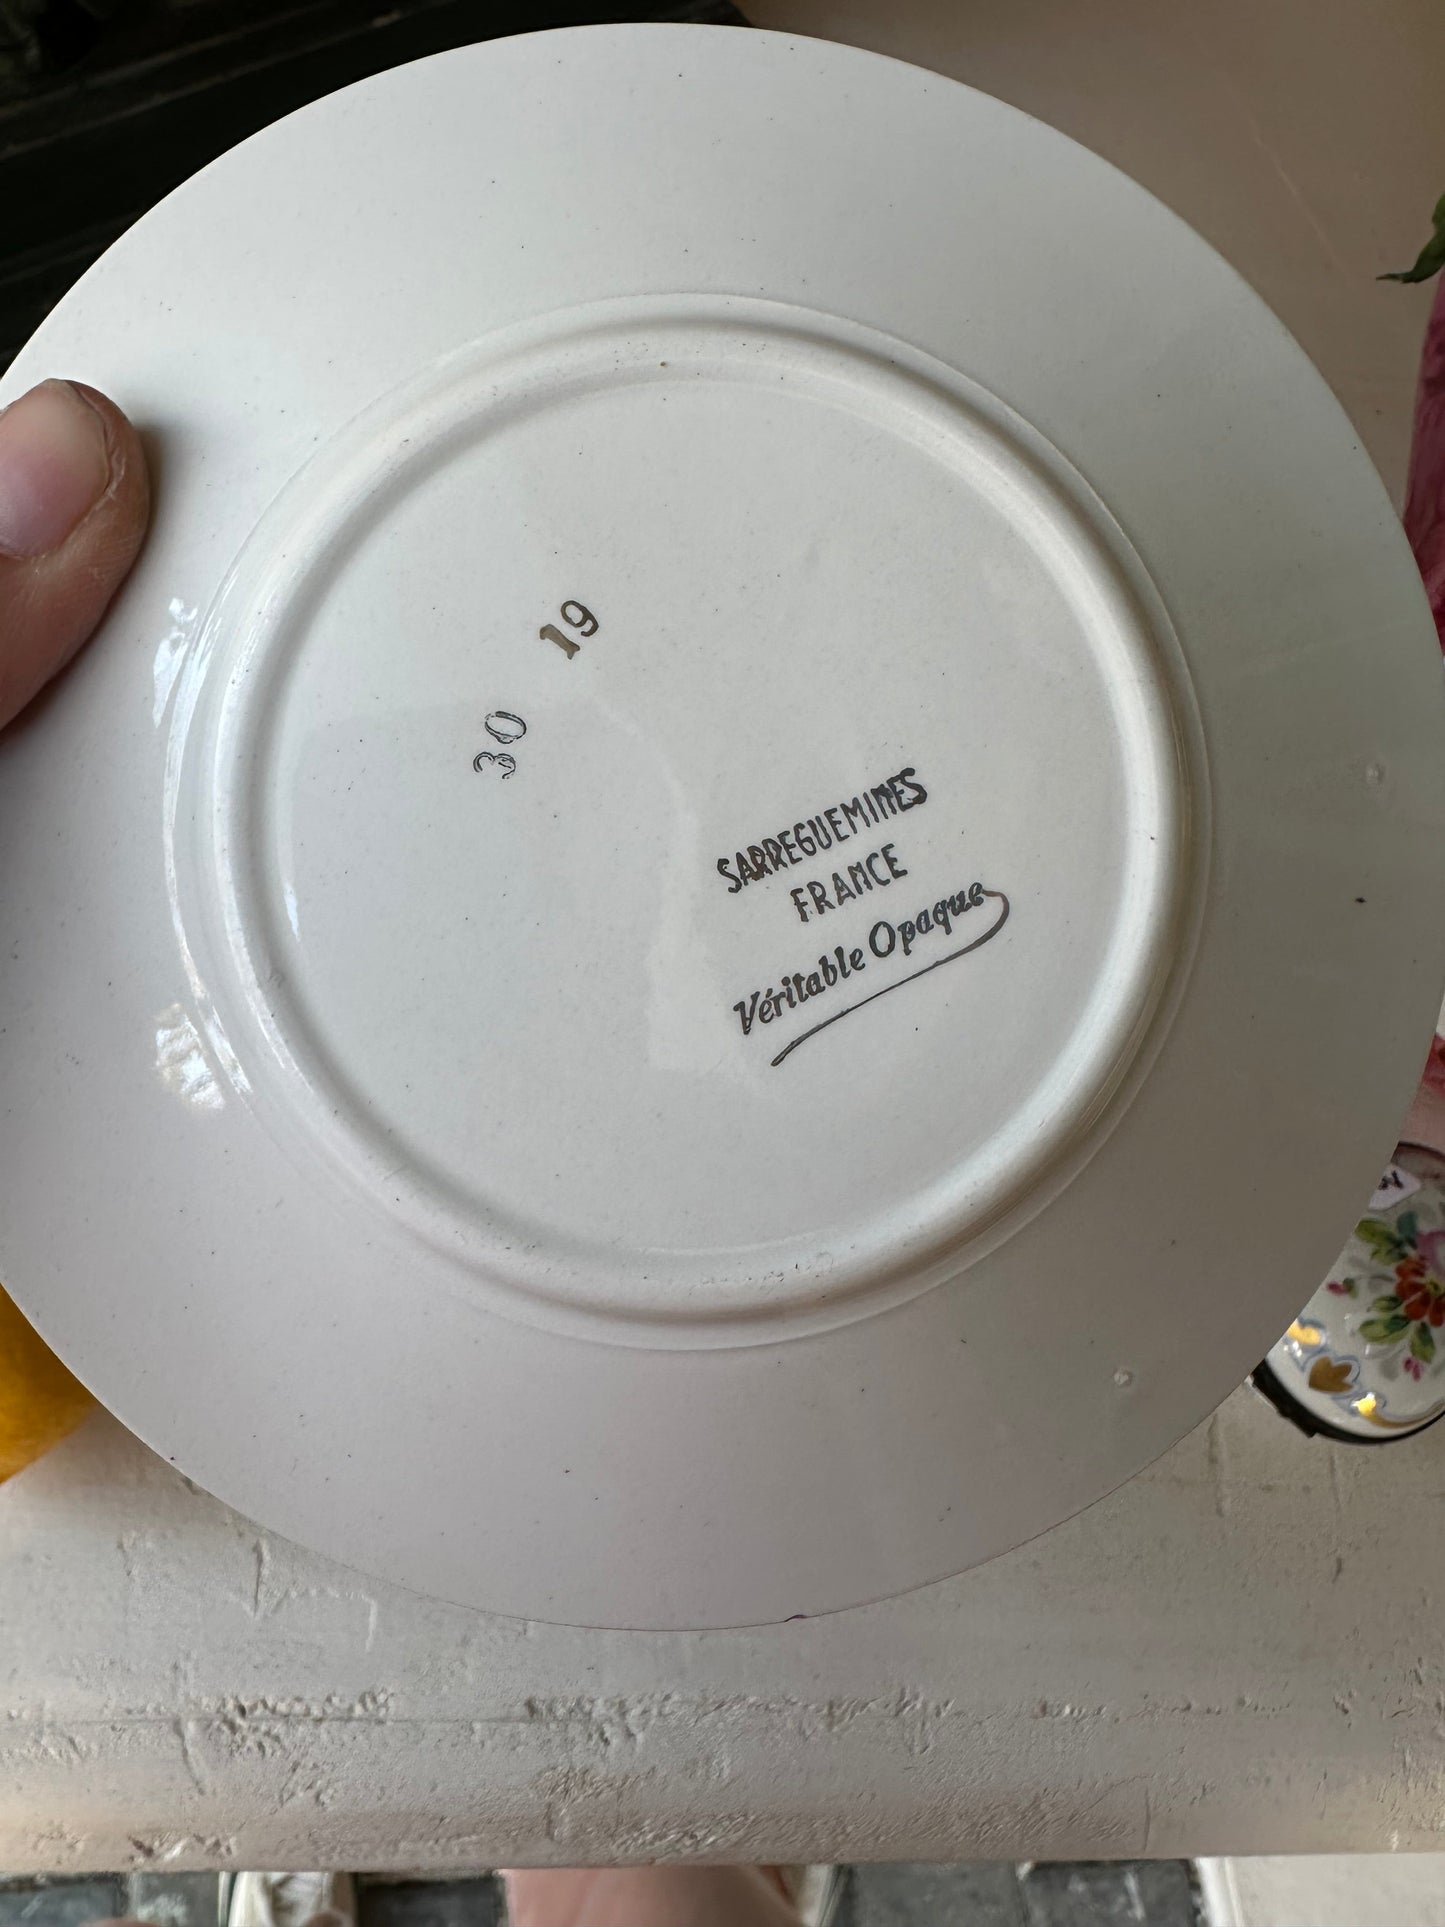 19
30
SARREGUEMINES
FRANCE
Véritable Opaque